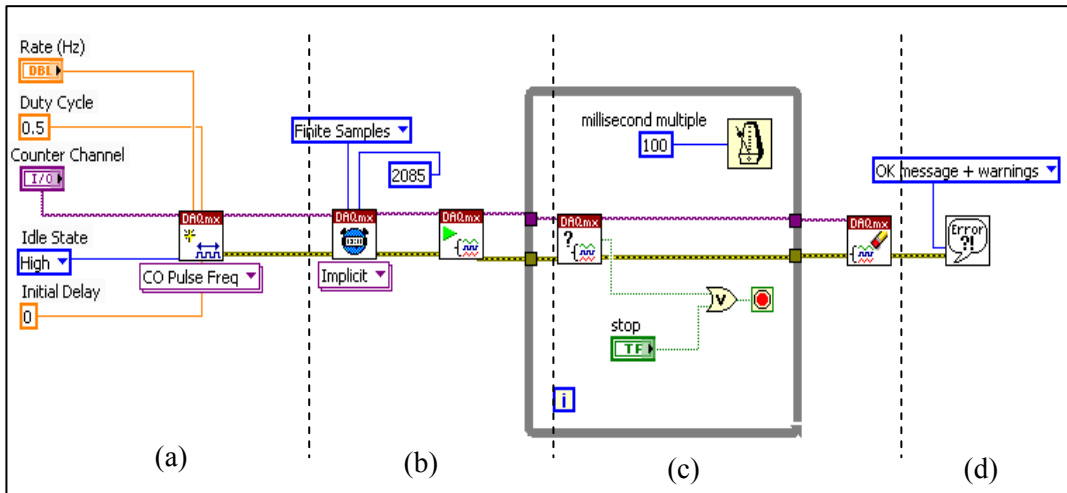 Rate (Hz)
DBL
Duty Cycle
0.5
Counter Channel
I/O
Idle State
High
Initial Delay
0
DAQmx
CO Pulse Freq
Finite Samples
2085
DAQmx
Implicit
DAQmx
millisecond multiple
100
DAQmx
?
stop
TF
V
i
DAQmx
OK message + warnings
Error
?!
(a)
(b)
(c)
(d)